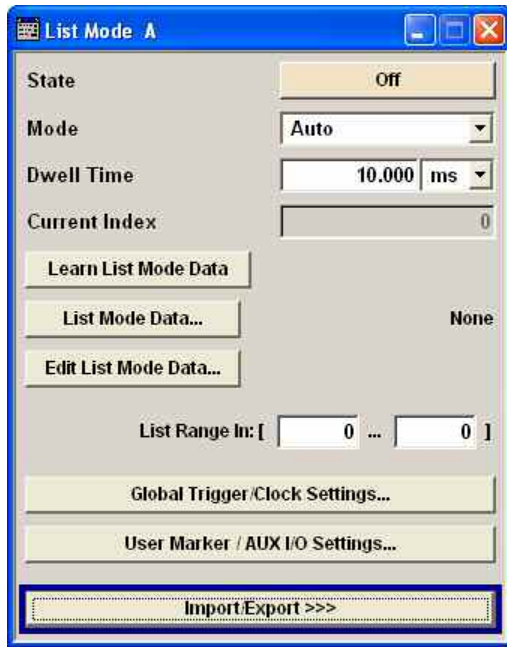 List Mode A
State Off
Mode Auto
Dwell Time 10.000 ms
Current Index 0
Learn List Mode Data
List Mode Data... None
Edit List Mode Data...
List Range In: [ 0 ... 0 ]
Global Trigger/Clock Settings...
User Marker / AUX I/O Settings...
Import/Export >>>